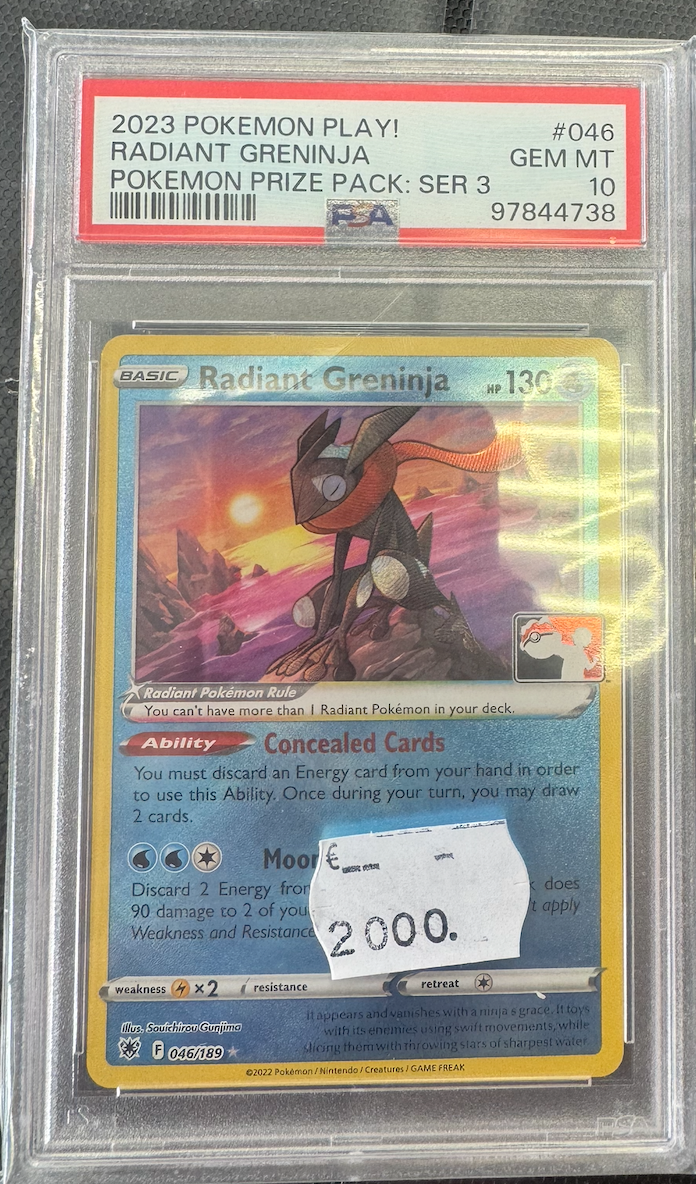 2023 POKEMON PLAY! #046
RADIANT GRENINJA GEM MT
POKEMON PRIZE PACK: SER 3 10
PSA 97844738
BASIC Radiant Greninja HP 130
Radiant Pokémon Rule
You can't have more than 1 Radiant Pokémon in your deck.
Ability Concealed Cards
You must discard an Energy card from your hand in order
to use this Ability. Once during your turn, you may draw
2 cards.
€
2000.
Discard 2 Energy does
90 damage to 2 of apply
Weakness and
weakness ×2 resistance retreat
Illus. Souichirou Gunjima
It appears and vanishes with a ninja's grace. It toys
with its enemies using swift movements, while
slicing them with throwing stars of sharpest water.
F 046/189
©2022 Pokémon / Nintendo / Creatures / GAME FREAK
PSA